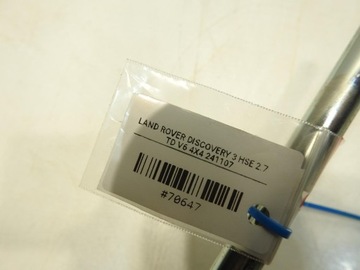 LAND ROVER DISCOVERY 3 HSE 2.7
TD V6 4X4 241107
#70647